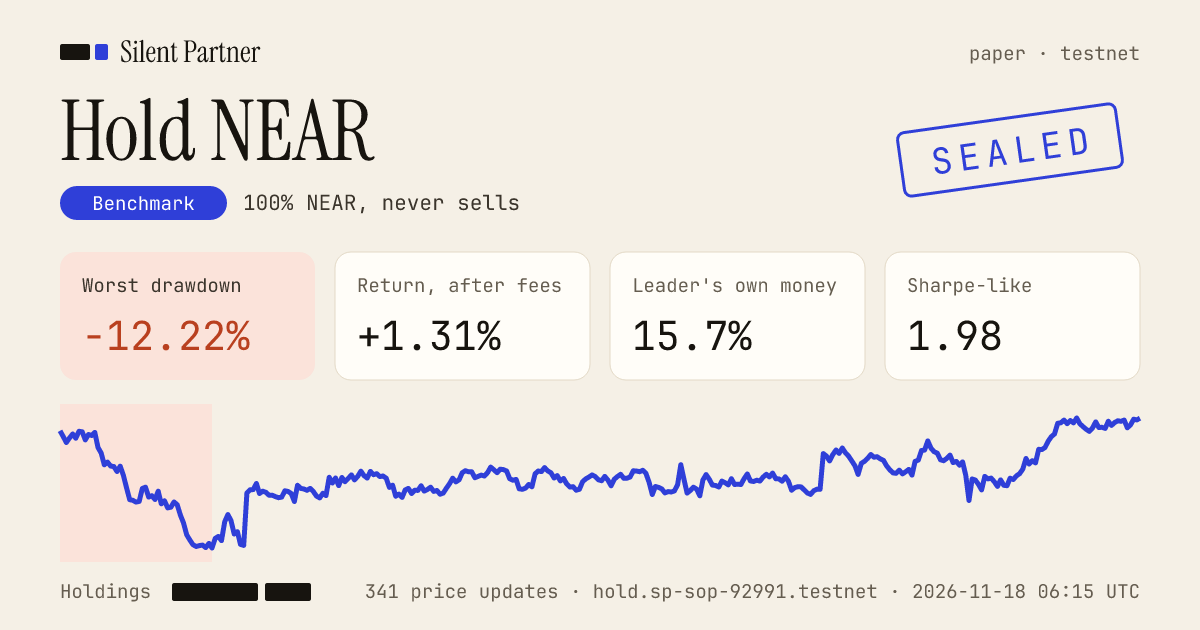 Silent Partner
paper · testnet
Hold NEAR
SEALED
Benchmark
100% NEAR, never sells
Worst drawdown
-12.22%
Return, after fees
+1.31%
Leader's own money
15.7%
Sharpe-like
1.98
Holdings
341 price updates · hold.sp-sop-92991.testnet · 2026-11-18 06:15 UTC